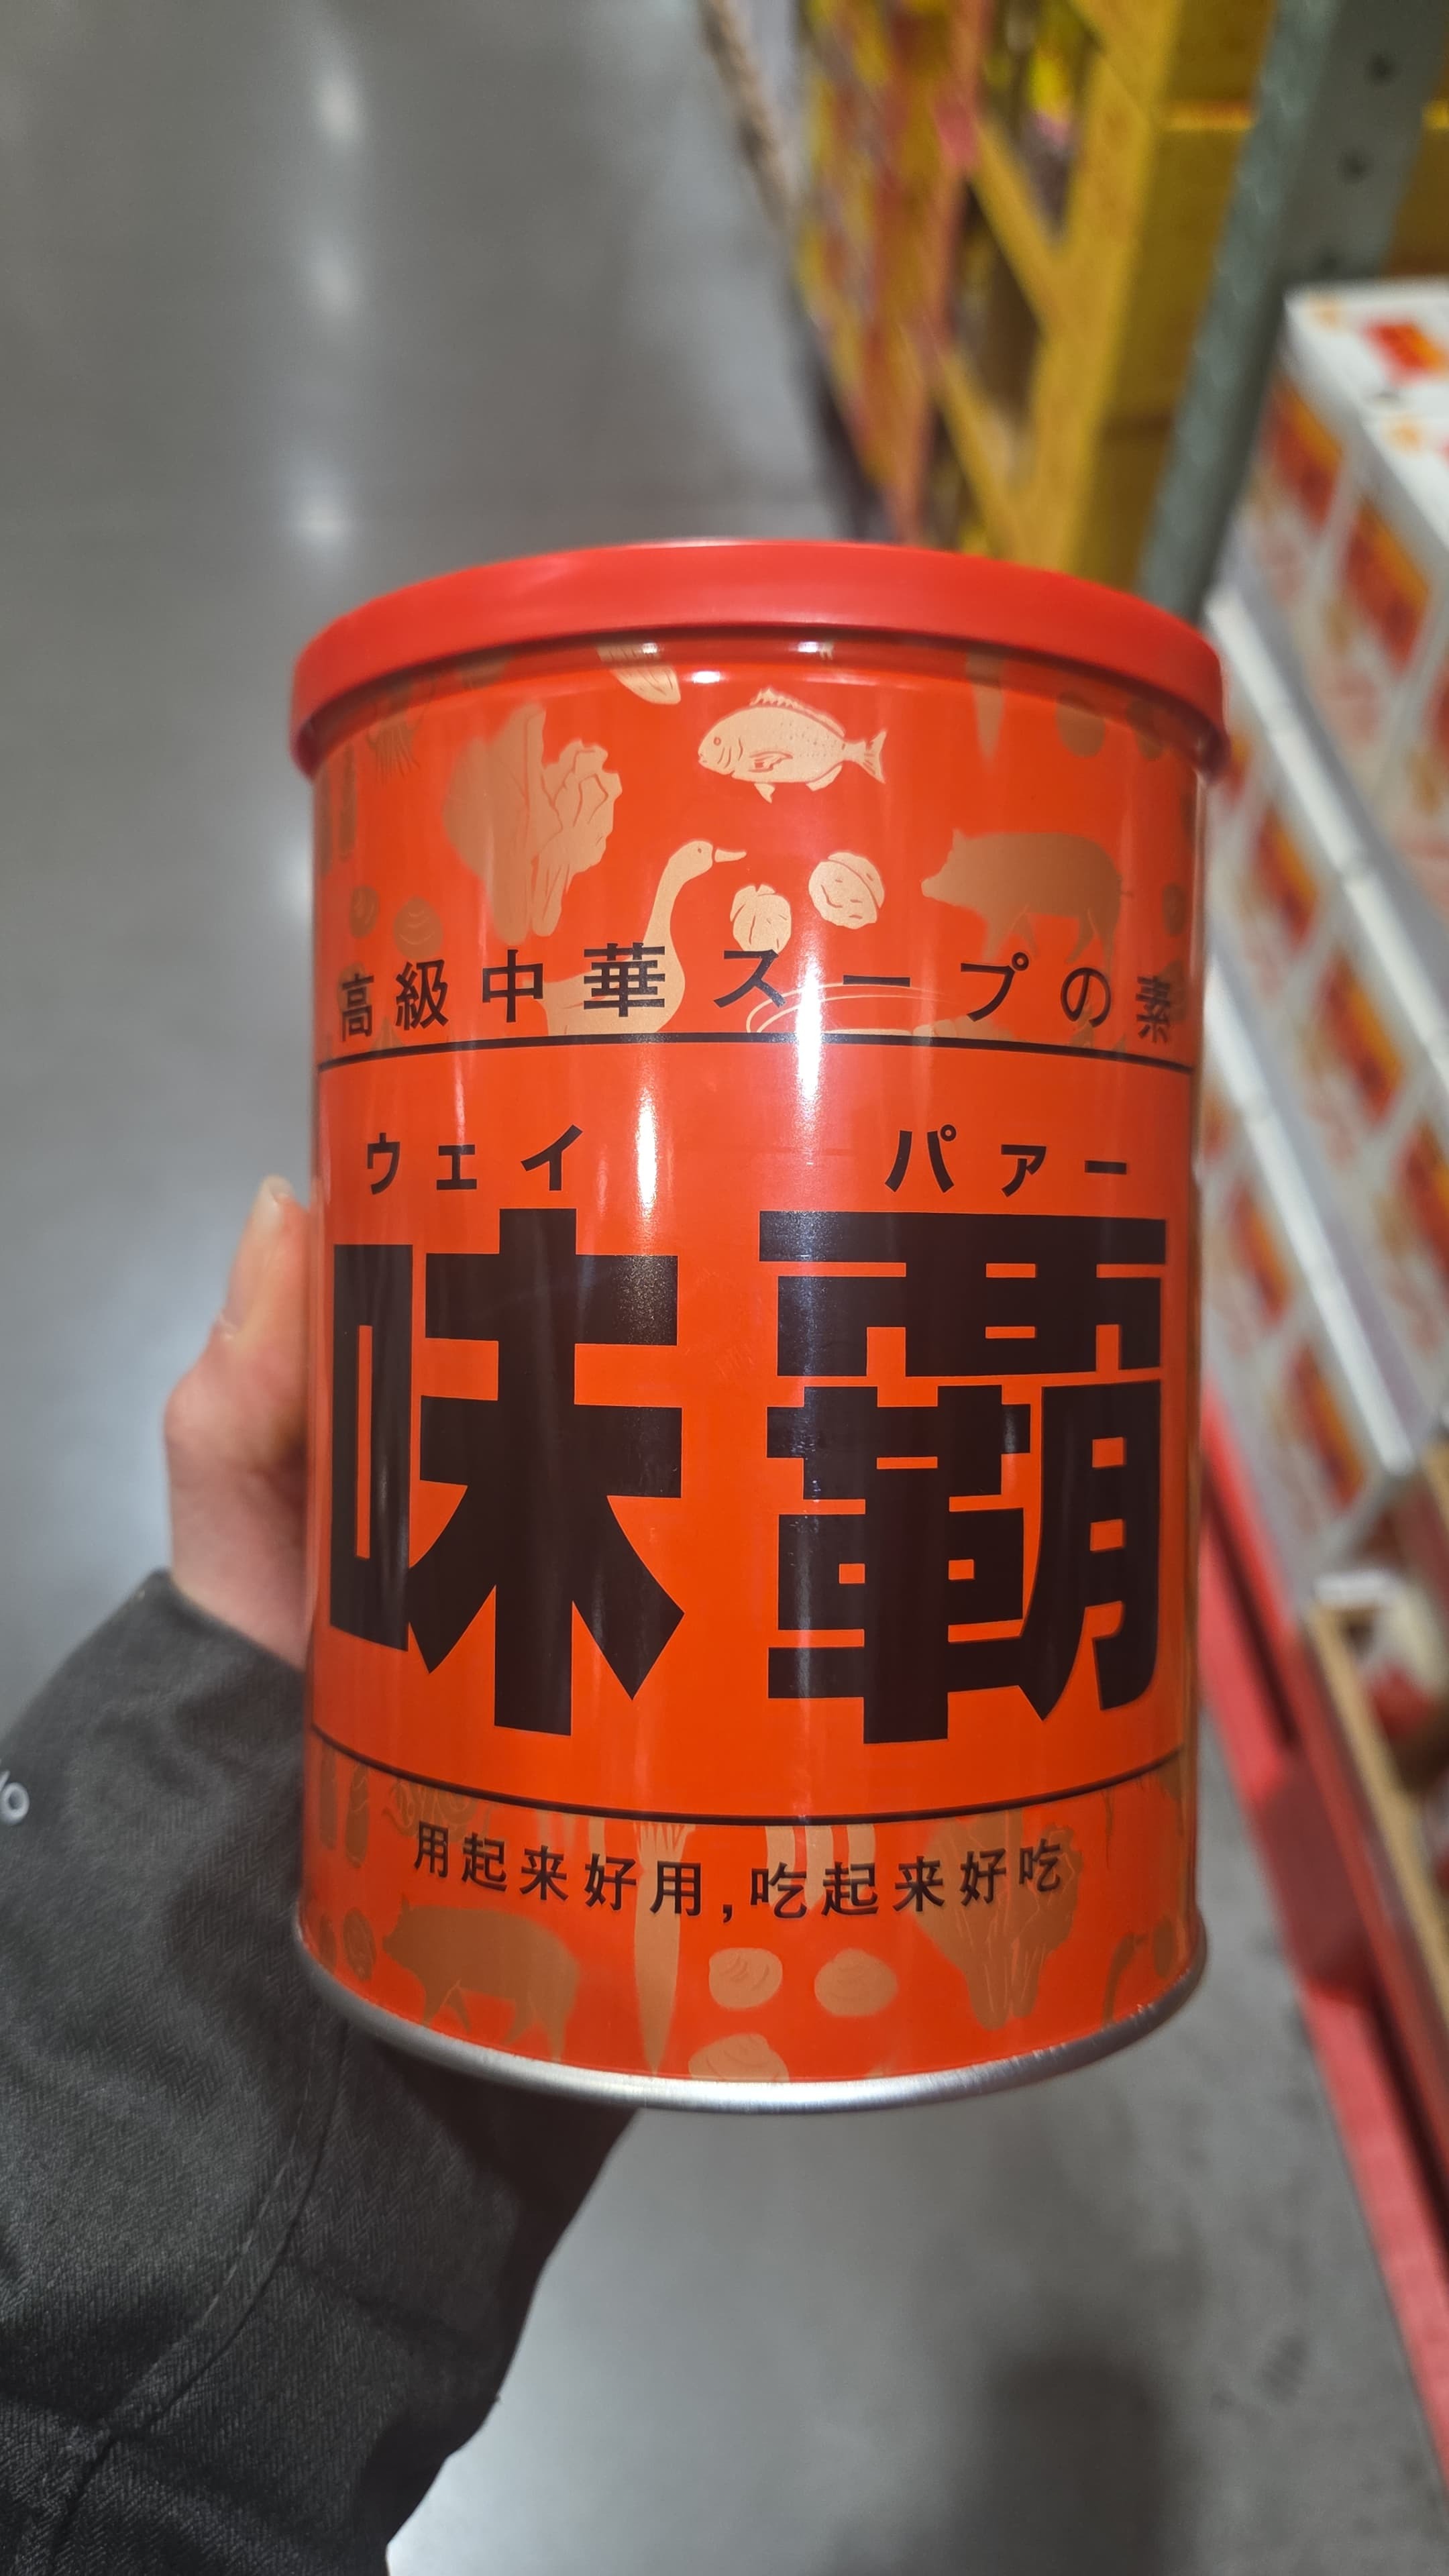 高級中華スープの素
ウェイ パァー
味覇
用起来好用,吃起来好吃